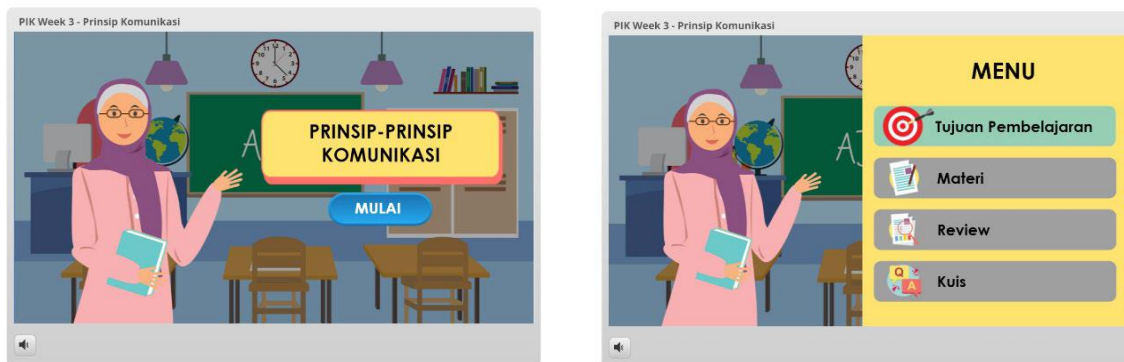 PIK Week 3 - Prinsip Komunikasi
PRINSIP-PRINSIP
KOMUNIKASI
MULAI
PIK Week 3 - Prinsip Komunikasi
MENU
Tujuan Pembelajaran
Materi
Review
Kuis